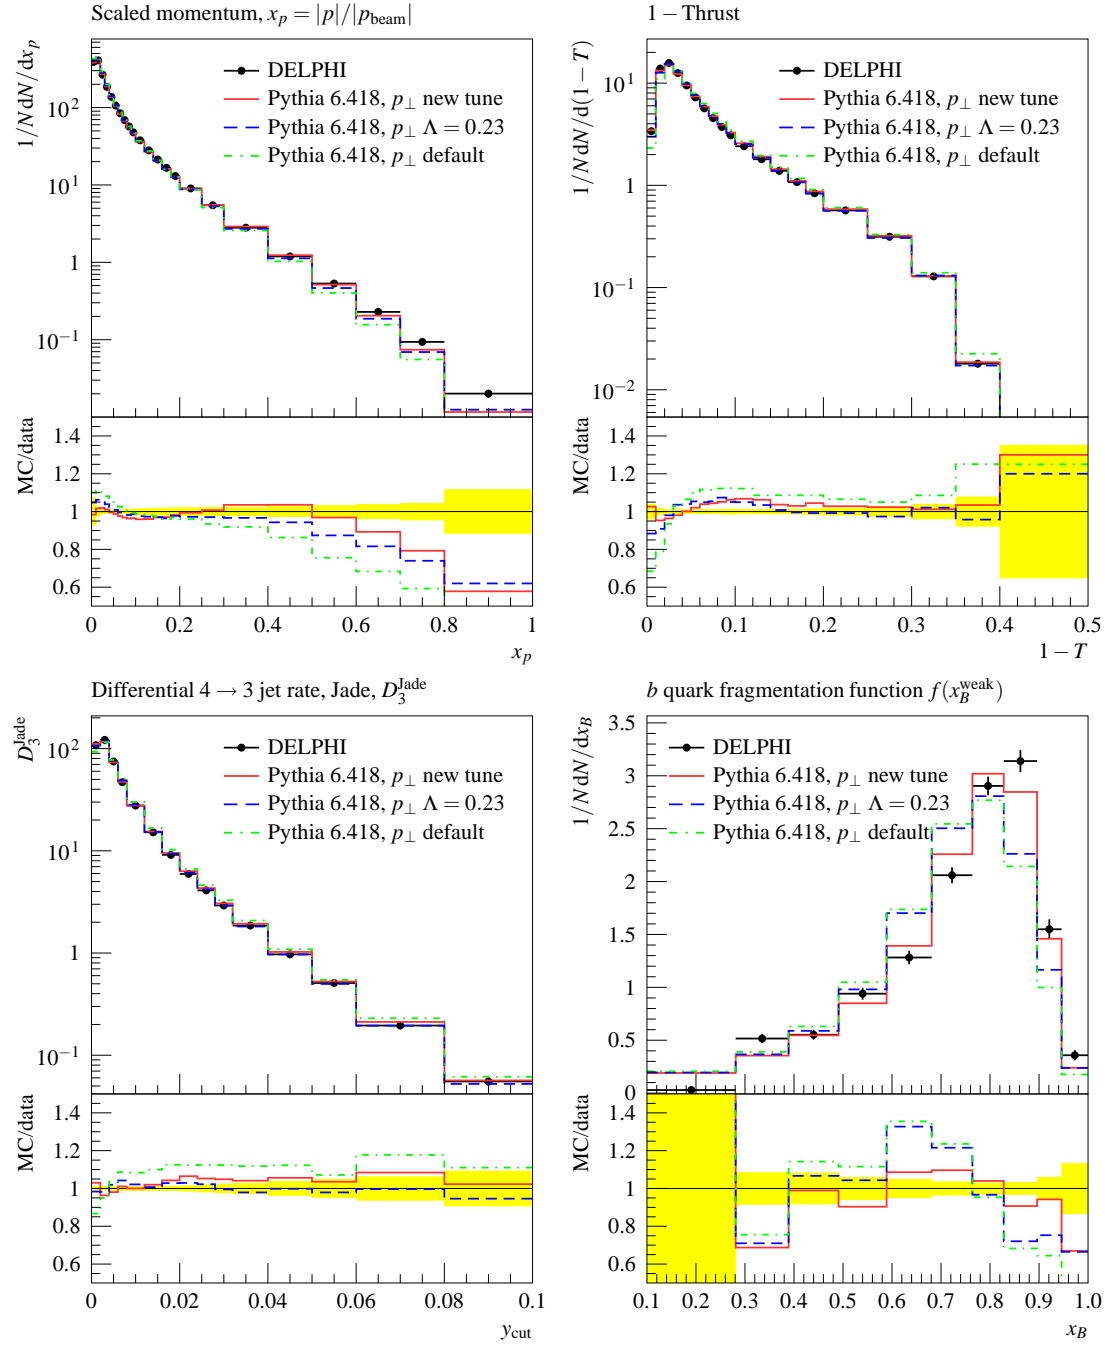 Scaled momentum, x_p = |p|/|p_beam|
1/N dN/dx_p
DELPHI
Pythia 6.418, p⊥ new tune
Pythia 6.418, p⊥ Λ = 0.23
Pythia 6.418, p⊥ default
10^2
10^1
1
10^−1
MC/data
1.4
1.2
1
0.8
0.6
0 0.2 0.4 0.6 0.8 1
x_p
1 − Thrust
1/N dN/d(1 − T)
DELPHI
Pythia 6.418, p⊥ new tune
Pythia 6.418, p⊥ Λ = 0.23
Pythia 6.418, p⊥ default
10^1
1
10^−1
10^−2
MC/data
1.4
1.2
1
0.8
0.6
0 0.1 0.2 0.3 0.4 0.5
1 − T
Differential 4 → 3 jet rate, Jade, D_3^Jade
D_3^Jade
DELPHI
Pythia 6.418, p⊥ new tune
Pythia 6.418, p⊥ Λ = 0.23
Pythia 6.418, p⊥ default
10^2
10^1
1
10^−1
MC/data
1.4
1.2
1
0.8
0.6
0 0.02 0.04 0.06 0.08 0.1
y_cut
b quark fragmentation function f(x_B^weak)
1/N dN/dx_B
DELPHI
Pythia 6.418, p⊥ new tune
Pythia 6.418, p⊥ Λ = 0.23
Pythia 6.418, p⊥ default
3.5
3
2.5
2
1.5
1
0.5
0
MC/data
1.4
1.2
1
0.8
0.6
0.1 0.2 0.3 0.4 0.5 0.6 0.7 0.8 0.9 1.0
x_B